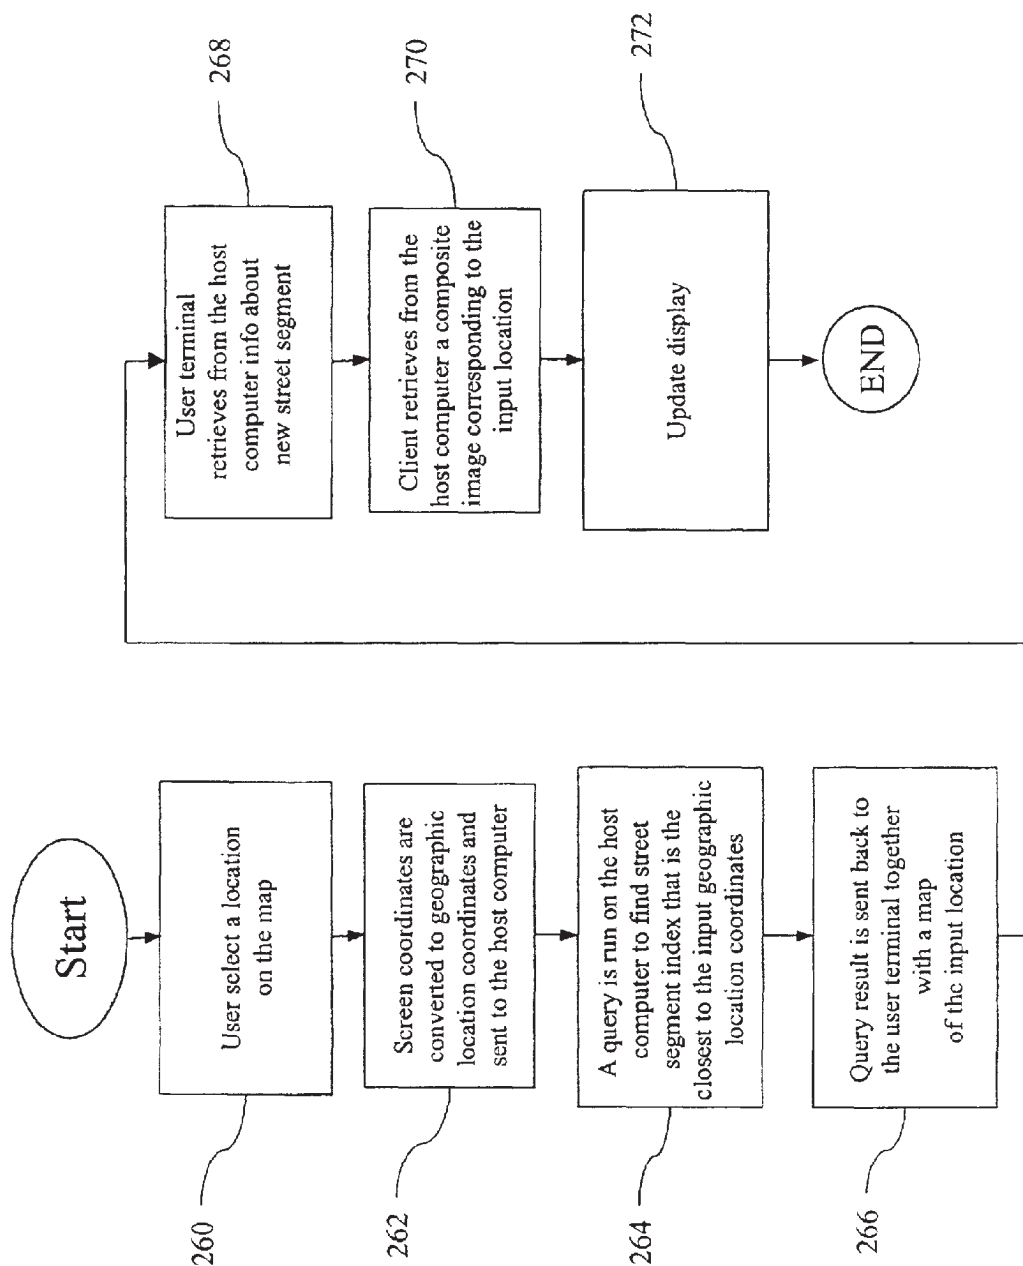 Start
User select a location
on the map
260
Screen coordinates are
converted to geographic
location coordinates and
sent to the host computer
262
A query is run on the host
computer to find street
segment index that is the
closest to the input geographic
location coordinates
264
Query result is sent back to
the user terminal together
with a map
of the input location
266
User terminal
retrieves from the host
computer info about
new street segment
268
Client retrieves from the
host computer a composite
image corresponding to the
input location
270
Update display
272
END